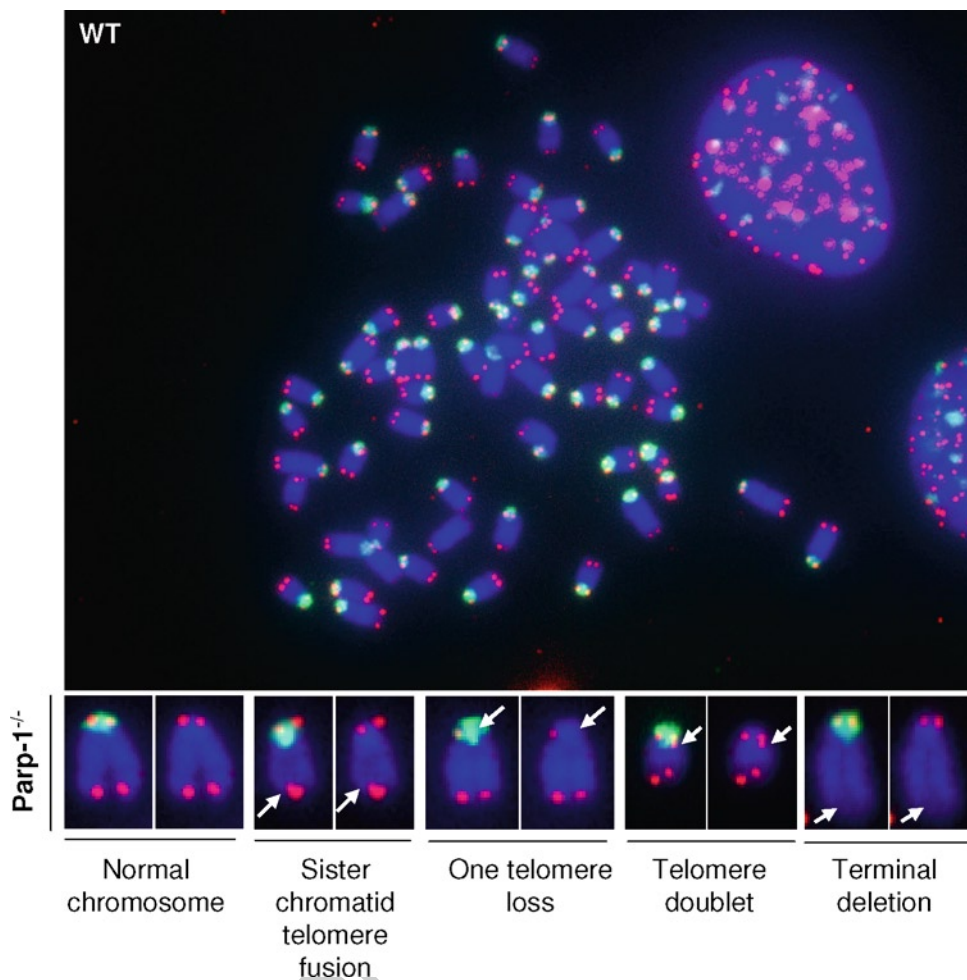 WT
Parp-1-/-
Normal
chromosome
Sister
chromatid
telomere
fusion
One telomere
loss
Telomere
doublet
Terminal
deletion